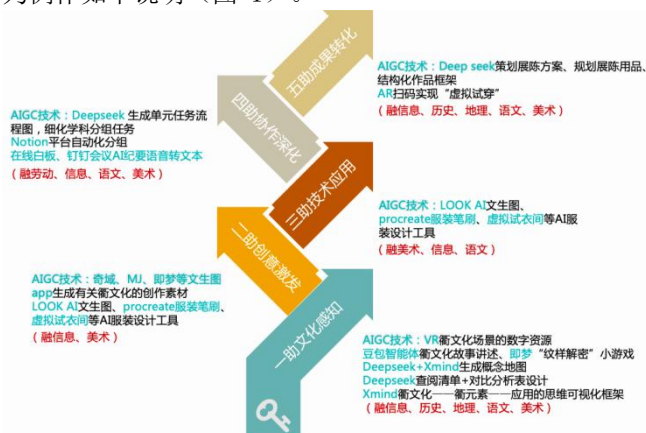 为例作如下说明（图 1）。
五助成果转化
AIGC技术：Deep seek策划展陈方案、规划展陈用品、
结构化作品框架
AR扫码实现“虚拟试穿”
（融信息、历史、地理、语文、美术）
四助协作深化
AIGC技术：Deepseek 生成单元任务流
程图，细化学科分组任务
Notion平台自动化分组
在线白板、钉钉会议AI纪要语音转文本
（融劳动、信息、语文、美术）
三助技术应用
AIGC技术：LOOK AI文生图、
procreate服装笔刷、虚拟试衣间等AI服
装设计工具
（融美术、信息、语文）
二助创意激发
AIGC技术：奇域、MJ、即梦等文生图
app生成有关衢文化的创作素材
LOOK AI文生图、procreate服装笔刷、
虚拟试衣间等AI服装设计工具
（融信息、美术）
一助文化感知
AIGC技术：VR衢文化场景的数字资源
豆包智能体衢文化故事讲述、即梦“纹样解密”小游戏
Deepseek+Xmind生成概念地图
Deepseek查阅清单+对比分析表设计
Xmind衢文化——衢元素——应用的思维可视化框架
（融信息、历史、地理、语文、美术）